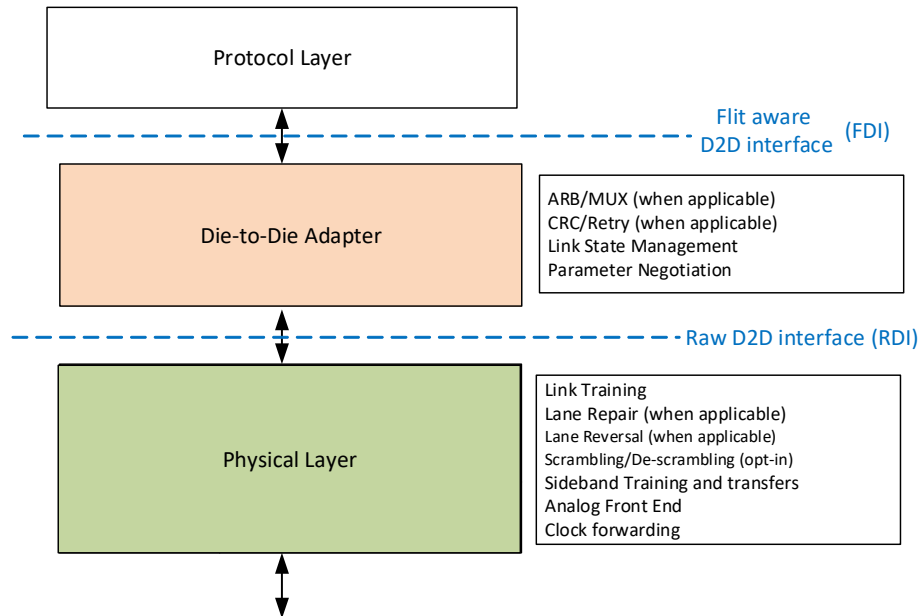 Protocol Layer
Flit aware
D2D interface (FDI)
Die-to-Die Adapter
ARB/MUX (when applicable)
CRC/Retry (when applicable)
Link State Management
Parameter Negotiation
Raw D2D interface (RDI)
Physical Layer
Link Training
Lane Repair (when applicable)
Lane Reversal (when applicable)
Scrambling/De-scrambling (opt-in)
Sideband Training and transfers
Analog Front End
Clock forwarding